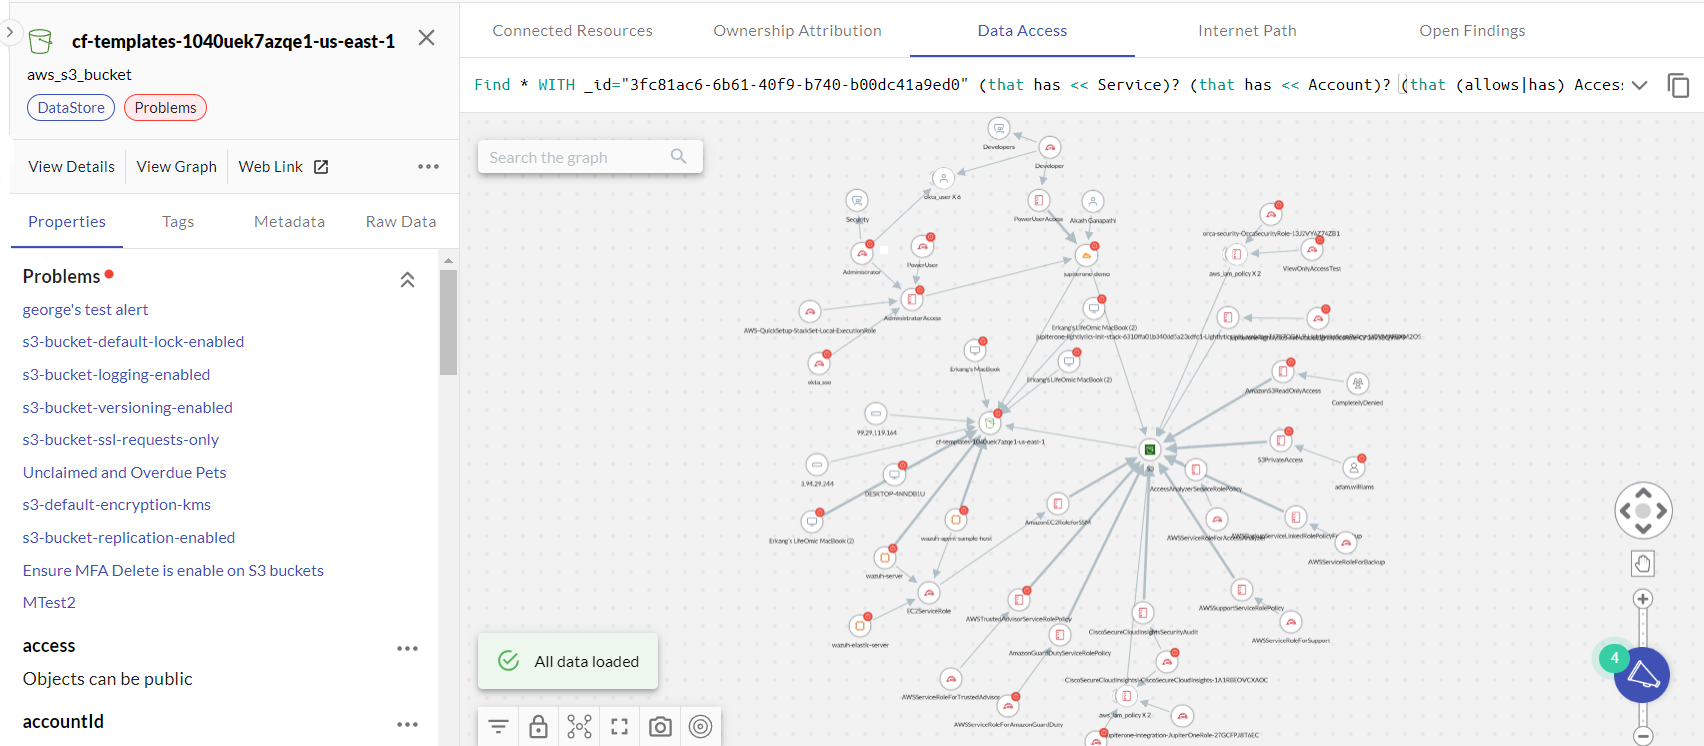 cf-templates-1040uek7azqe1-us-east-1
aws_s3_bucket
DataStore
Problems
View Details
View Graph
Web Link
Properties
Tags
Metadata
Raw Data
Problems
george's test alert
s3-bucket-default-lock-enabled
s3-bucket-logging-enabled
s3-bucket-versioning-enabled
s3-bucket-ssl-requests-only
Unclaimed and Overdue Pets
s3-default-encryption-kms
s3-bucket-replication-enabled
Ensure MFA Delete is enable on S3 buckets
MTest2
access
Objects can be public
accountId
Connected Resources
Ownership Attribution
Data Access
Internet Path
Open Findings
Find * WITH _id="3fc81ac6-6b61-40f9-b740-b00dc41a9ed0" (that has << Service)? (that has << Account)? (that (allows|has) Acces
Search the graph
Developers
Developer
okta_user X 6
Security
PowerUserAccess
Akash Ganapathi
Administrator
PowerUser
jupiterone-demo
orca-security-OrcaSecurityRole-13J2VYAZ74ZB1
aws_iam_policy X 2
ViewOnlyAccessTest
AdministratorAccess
AWS-QuickSetup-StackSet-Local-ExecutionRole
okta_sso
Erkang's LifeOmic MacBook (2)
Erkang's MacBook
Erkang's LifeOmic MacBook (2)
AmazonS3ReadOnlyAccess
CompletelyDenied
99.29.119.164
cf-templates-1040uek7azqe1-us-east-1
S3
S3PrivateAccess
adam.williams
3.94.29.244
DESKTOP-4NNDB1U
AccessAnalyzerServiceRolePolicy
Erkang's LifeOmic MacBook (2)
wazuh-agent-sample-host
AmazonEC2RoleforSSM
AWSServiceRoleForBackup
wazuh-server
EC2ServiceRole
wazuh-elastic-server
AWSTrustedAdvisorServiceRolePolicy
AWSSupportServiceRolePolicy
AWSServiceRoleForSupport
CiscoSecureCloudInsightsSecurityAudit
AmazonGuardDutyServiceRolePolicy
AWSServiceRoleForTrustedAdvisor
AWSServiceRoleForAmazonGuardDuty
aws_iam_policy X 2
All data loaded
4